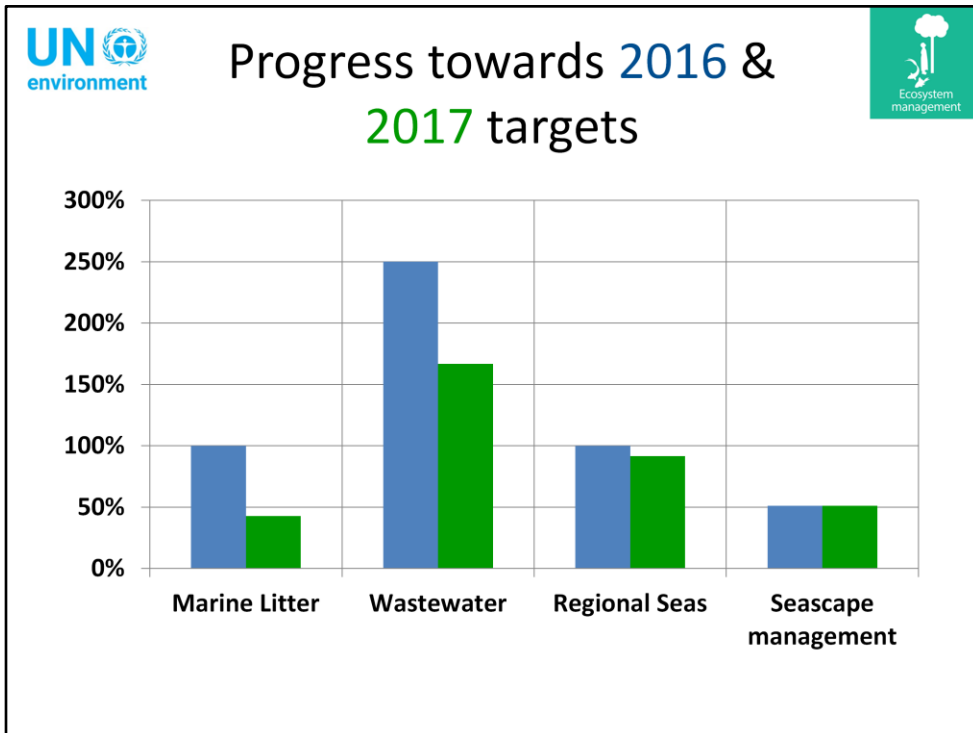 UN
environment
Progress towards 2016 &
2017 targets
Ecosystem
management
300%
250%
200%
150%
100%
50%
0%
Marine Litter
Wastewater
Regional Seas
Seascape
management